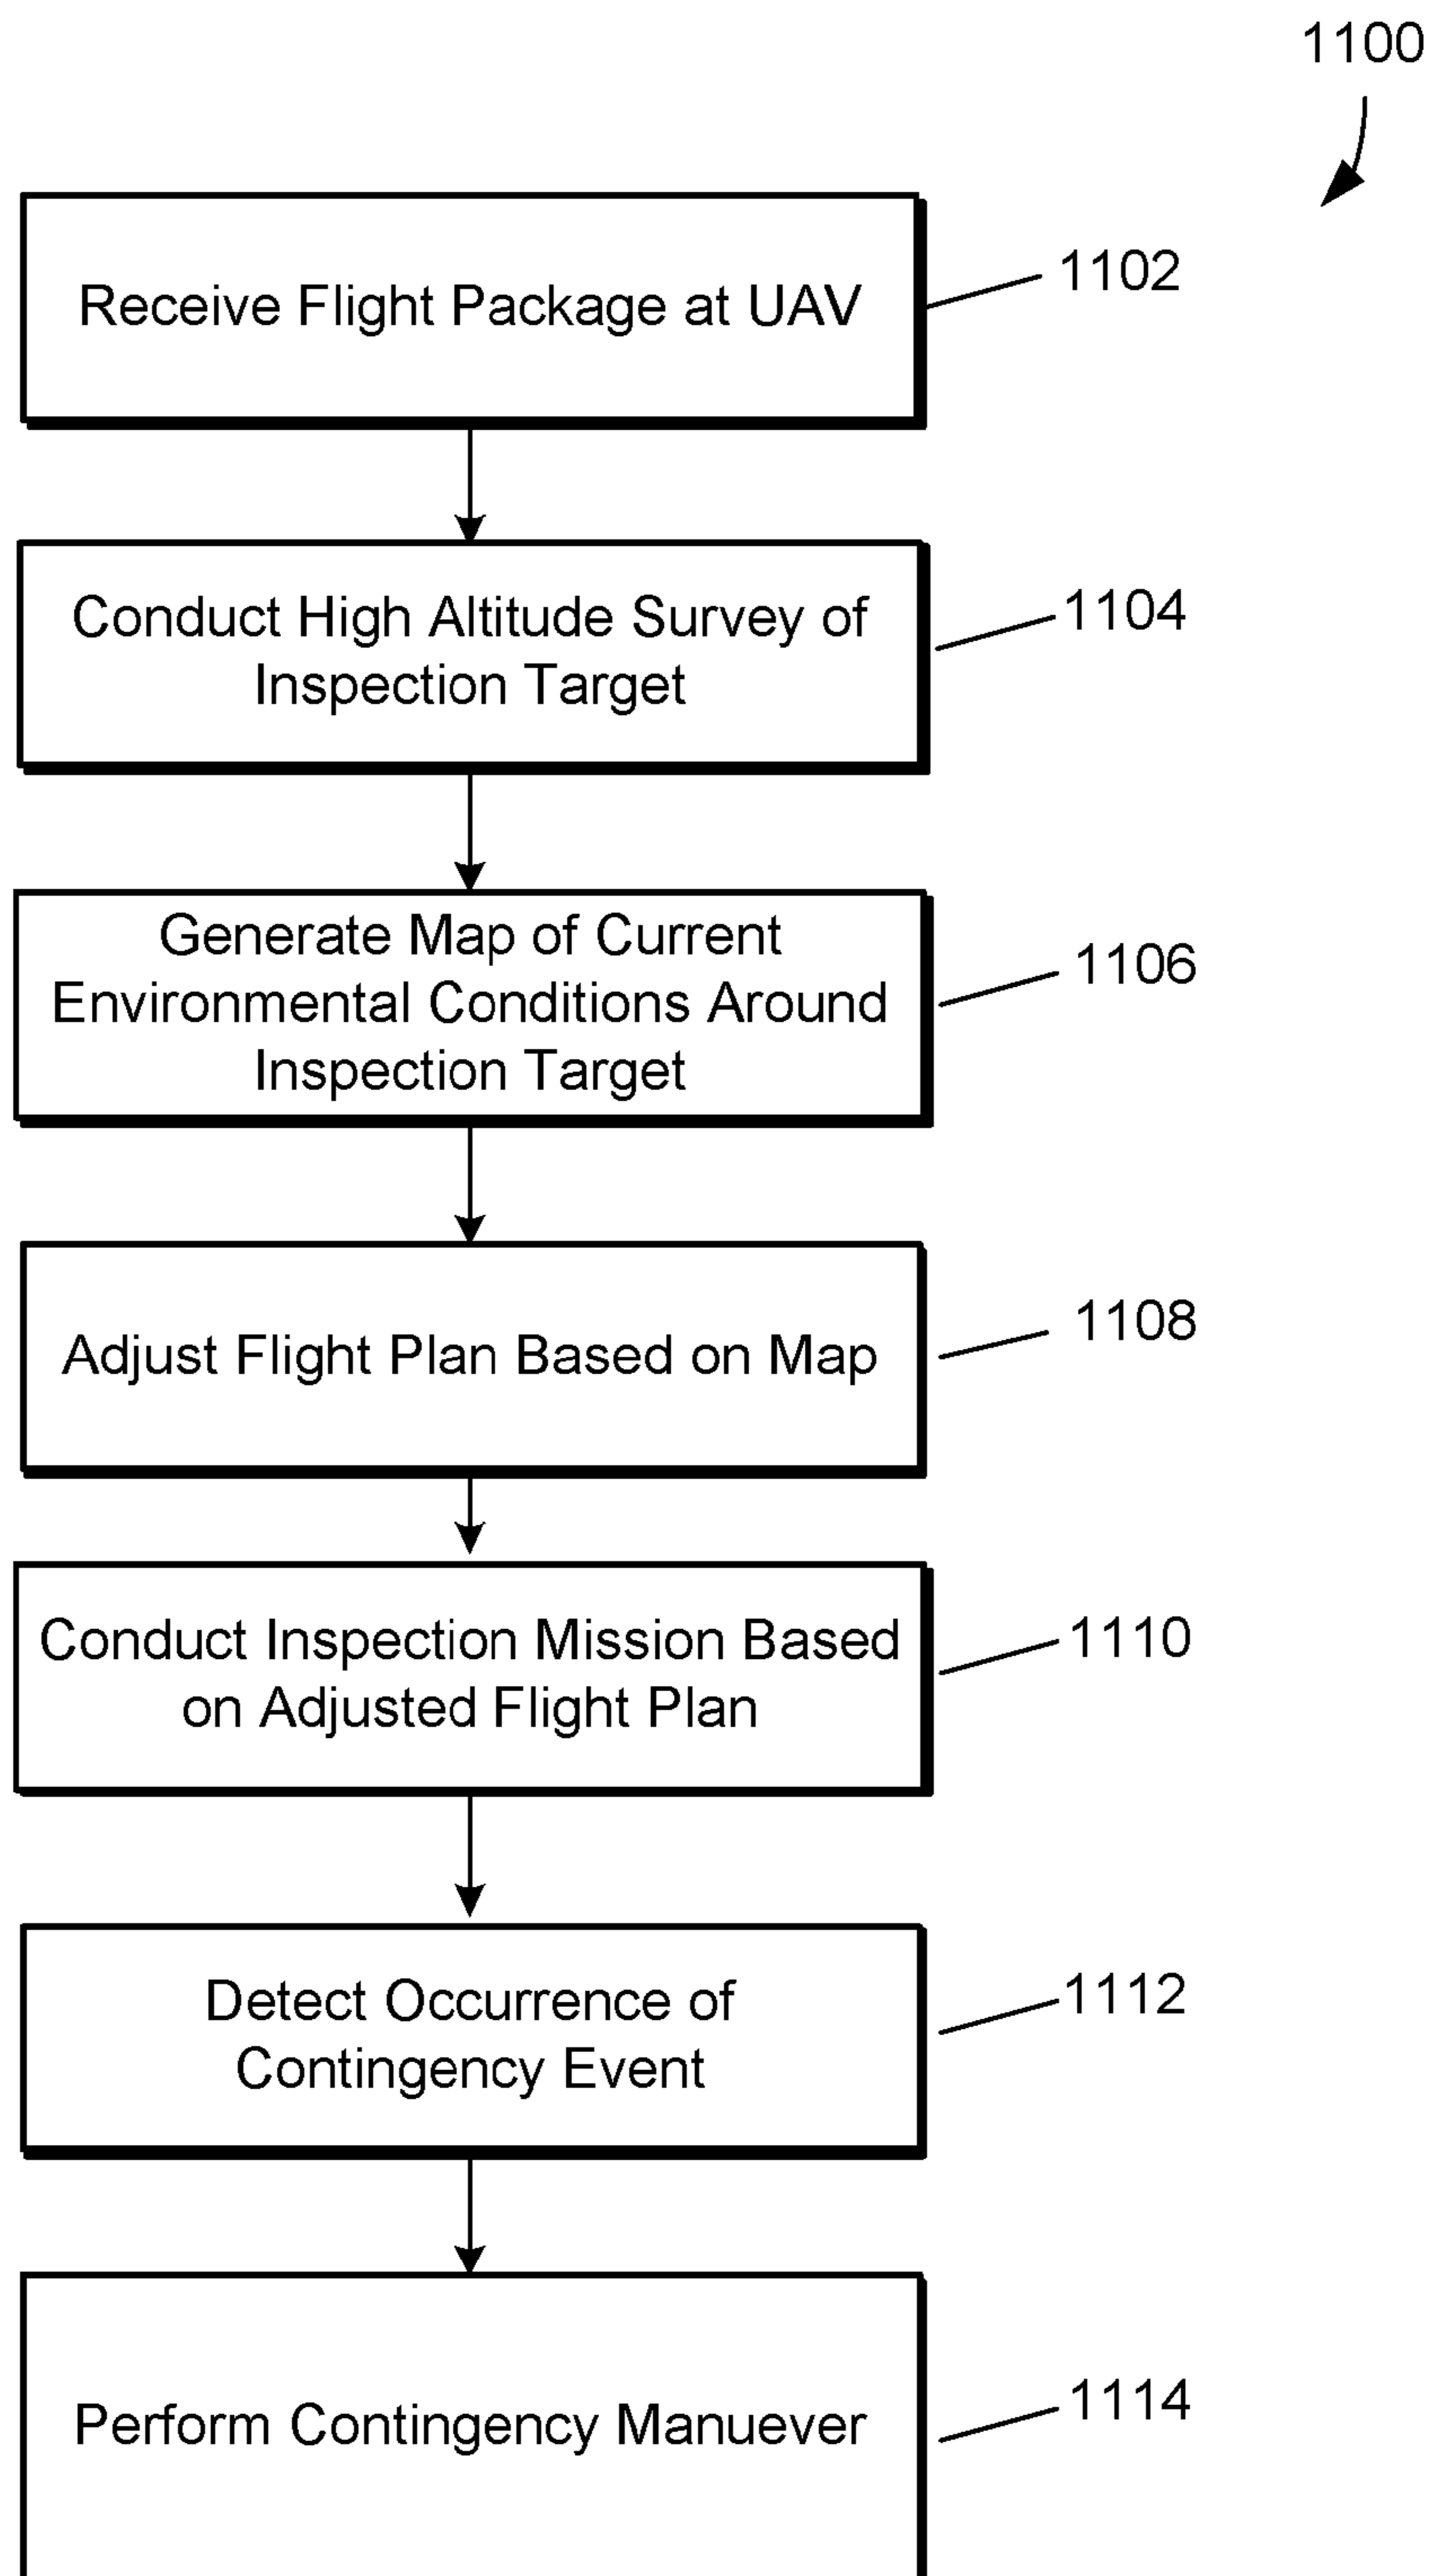 1100
Receive Flight Package at UAV
1102
Conduct High Altitude Survey of
Inspection Target
1104
Generate Map of Current
Environmental Conditions Around
Inspection Target
1106
Adjust Flight Plan Based on Map
1108
Conduct Inspection Mission Based
on Adjusted Flight Plan
1110
Detect Occurrence of
Contingency Event
1112
Perform Contingency Manuever
1114